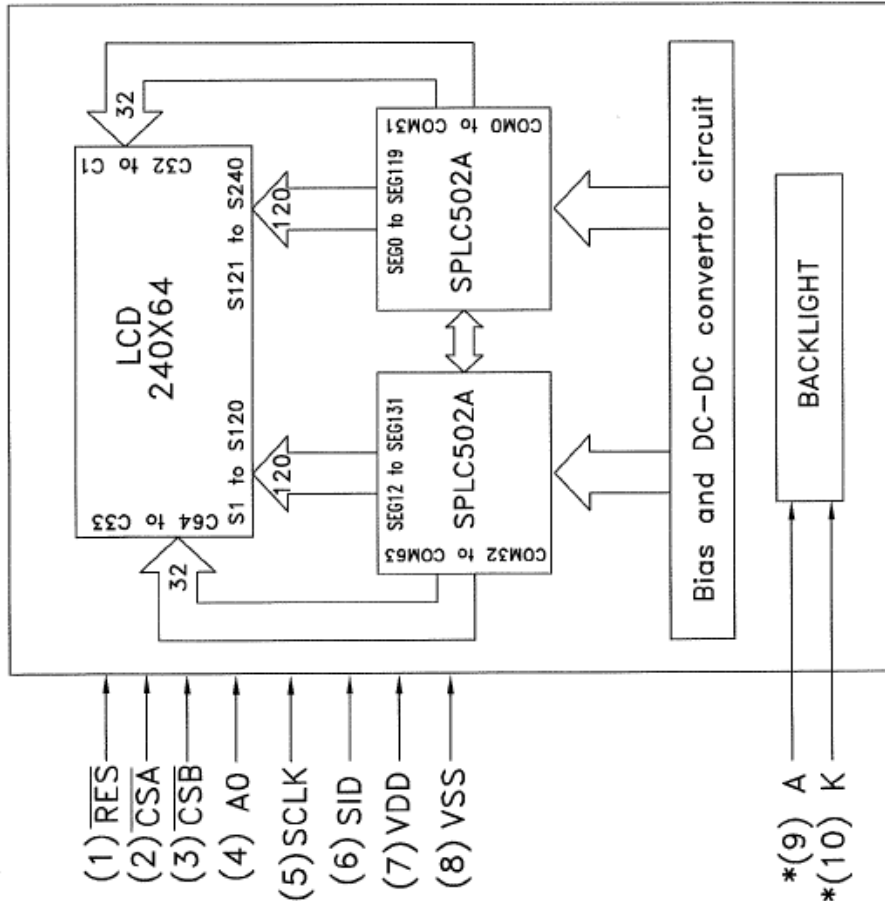 (1) RES
(2) CSA
(3) CSB
(4) A0
(5) SCLK
(6) SID
(7) VDD
(8) VSS
*(9) A
*(10) K
32
C64 to C33
LCD
240X64
C32 to C1
32
S1 to S120
S121 to S240
120
120
SEG12 to SEG131
SEG0 to SEG119
COM32 to COM63
SPLC502A
SPLC502A
COM0 to COM31
Bias and DC-DC convertor circuit
BACKLIGHT